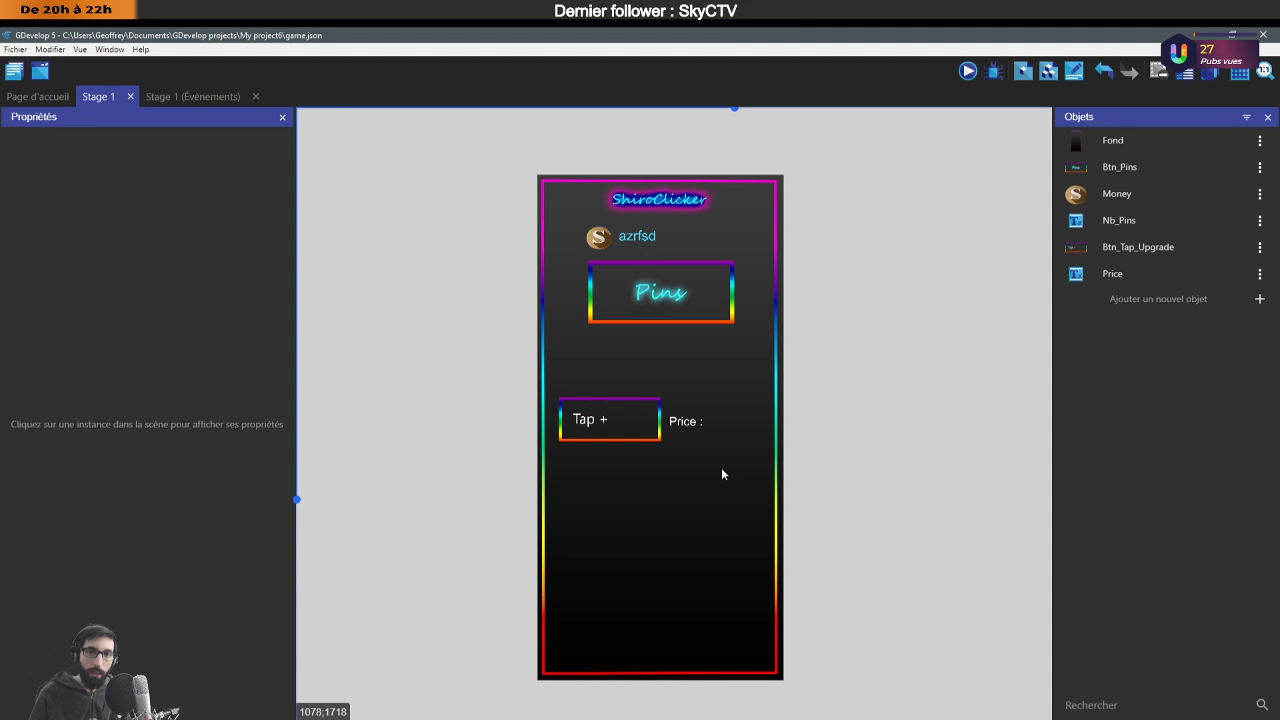 De 20h à 22h
Dernier follower : SkyCTV
GDevelop 5 - C:\Users\Geoffrey\Documents\GDevelop projects\My project6\game.json
Fichier Modifier Vue Window Help
27
Pubs vues
1:1
Page d'accueil Stage 1 Stage 1 (Évènements)
Propriétés
Cliquez sur une instance dans la scène pour afficher ses propriétés
ShiroClicker
S azrfsd
Pins
Tap + Price :
1078;1718
Objets
Fond
Btn_Pins
Money
Nb_Pins
Btn_Tap_Upgrade
Price
Ajouter un nouvel objet
Rechercher